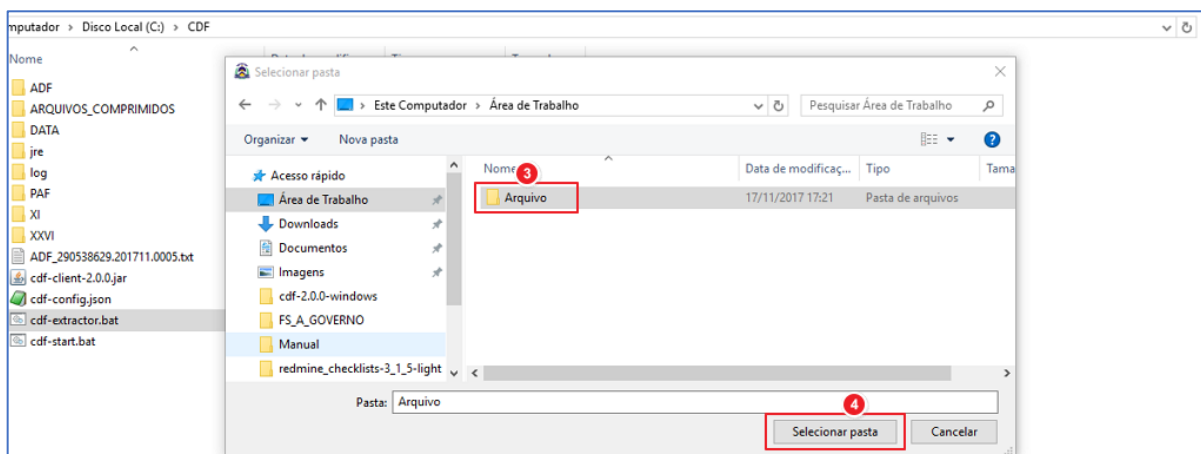 mputador > Disco Local (C:) > CDF
Nome
ADF
ARQUIVOS_COMPRIMIDOS
DATA
jre
log
PAF
XI
XXVI
ADF_290538629.201711.0005.txt
cdf-client-2.0.0.jar
cdf-config.json
cdf-extractor.bat
cdf-start.bat
Selecionar pasta
Este Computador > Área de Trabalho
Pesquisar Área de Trabalho
Organizar
Nova pasta
Acesso rápido
Área de Trabalho
Downloads
Documentos
Imagens
cdf-2.0.0-windows
FS_A_GOVERNO
Manual
redmine_checklists-3_1_5-light
Nome 3 Data de modificaç... Tipo Tama
Arquivo 17/11/2017 17:21 Pasta de arquivos
Pasta: Arquivo
4
Selecionar pasta Cancelar